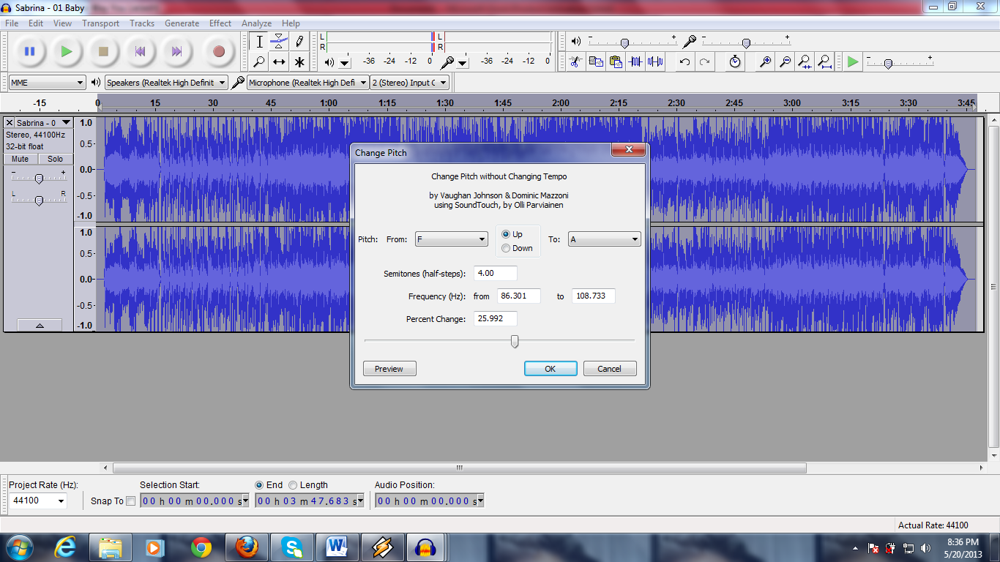 Sabrina - 01 Baby
File Edit View Transport Tracks Generate Effect Analyze Help
L
R
-36 -24 -12 0
L
R
-36 -24 -12 0
- +
- +
- +
MME
Speakers (Realtek High Definit
Microphone (Realtek High Defi
2 (Stereo) Input C
-15 0 15 30 45 1:00 1:15 1:30 1:45 2:00 2:15 2:30 2:45 3:00 3:15 3:30 3:45
Sabrina - 0
Stereo, 44100Hz
32-bit float
Mute Solo
- +
L R
1.0
0.5-
0.0-
-0.5-
-1.0
1.0
0.5-
0.0-
-0.5-
-1.0
Change Pitch
Change Pitch without Changing Tempo
by Vaughan Johnson & Dominic Mazzoni
using SoundTouch, by Olli Parviainen
Pitch: From: F Up Down To: A
Semitones (half-steps): 4.00
Frequency (Hz): from 86.301 to 108.733
Percent Change: 25.992
Preview OK Cancel
Project Rate (Hz):
44100
Snap To
Selection Start:
00 h 00 m 00.000 s
End Length
00 h 03 m 47.683 s
Audio Position:
00 h 00 m 00.000 s
Actual Rate: 44100
8:36 PM
5/20/2013